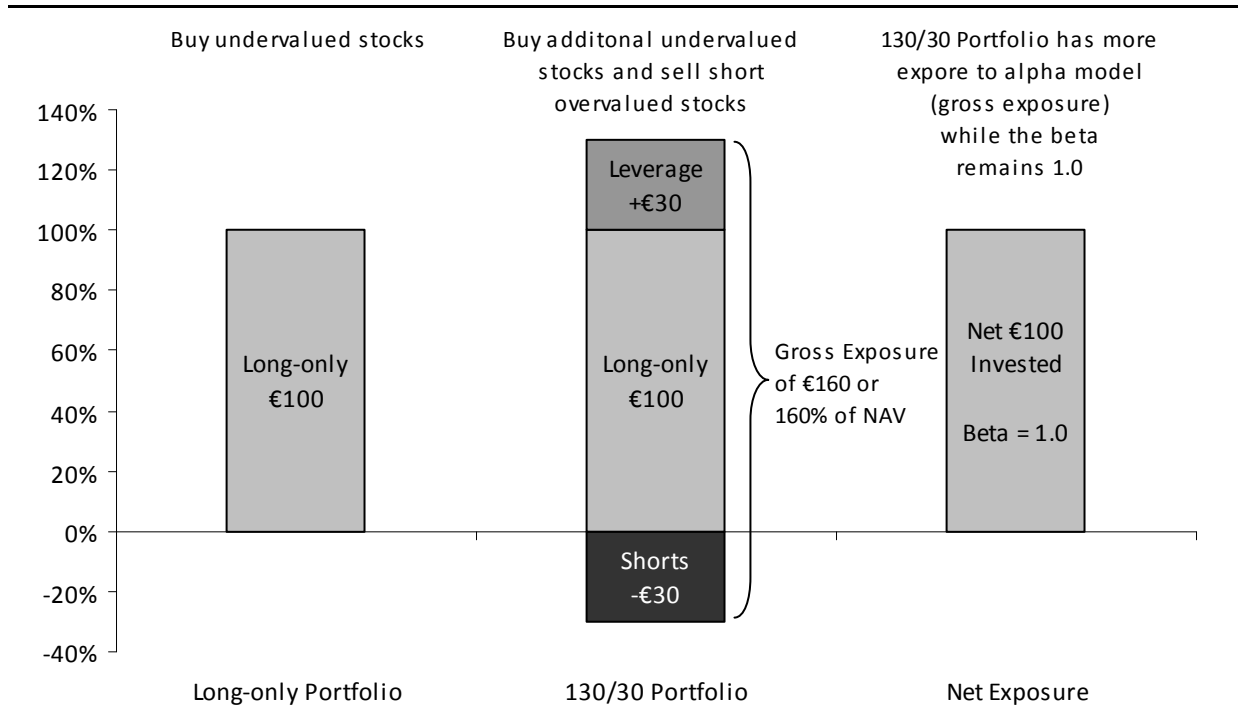 Buy undervalued stocks
Buy additonal undervalued
stocks and sell short
overvalued stocks
130/30 Portfolio has more
expore to alpha model
(gross exposure)
while the beta
remains 1.0
140%
120%
100%
80%
60%
40%
20%
0%
-20%
-40%
Long-only
€100
Leverage
+€30
Long-only
€100
Shorts
-€30
Gross Exposure
of €160 or
160% of NAV
Net €100
Invested
Beta = 1.0
Long-only Portfolio
130/30 Portfolio
Net Exposure